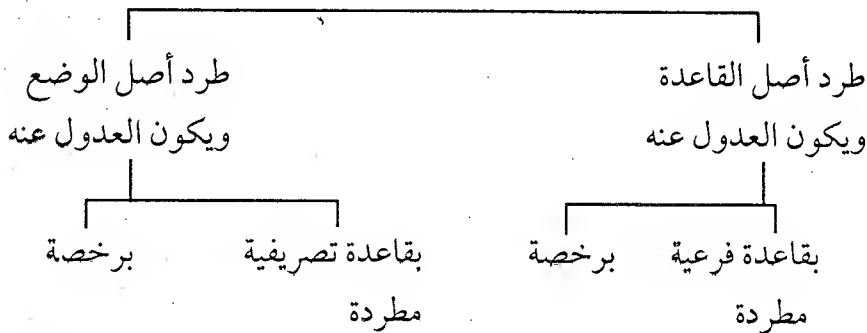 طرد أصل القاعدة
ويكون العدول عنه
بقاعدة فرعية
مطردة
برخصة
طرد أصل الوضع
ويكون العدول عنه
بقاعدة تصريفية
مطردة
برخصة